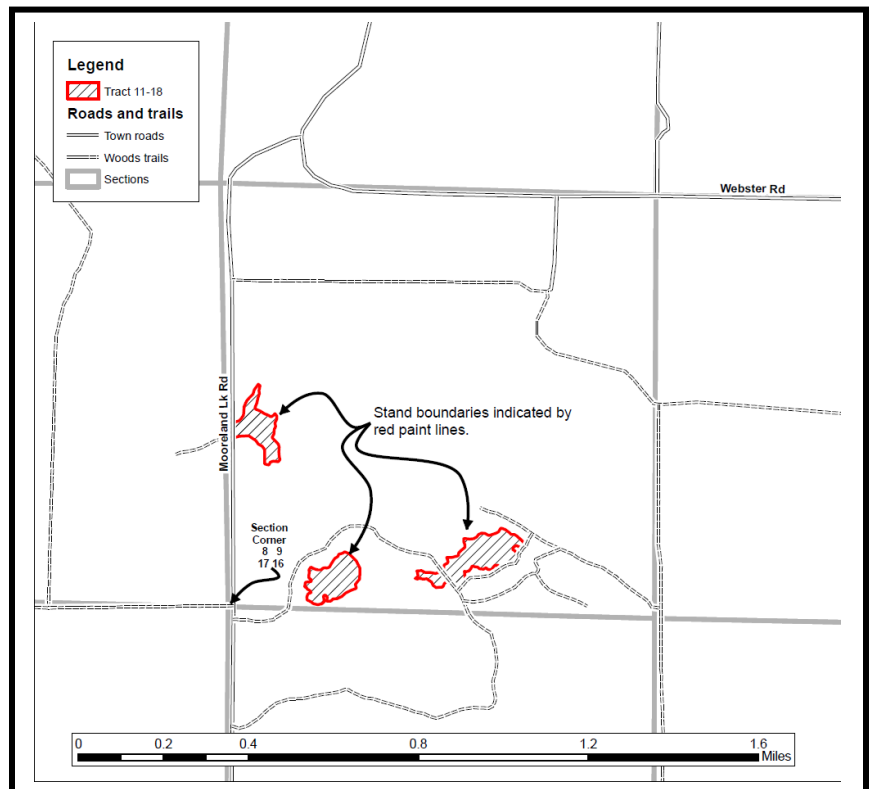 Legend
Tract 11-18
Roads and trails
Town roads
Woods trails
Sections
Webster Rd
Mooreland Lk Rd
Stand boundaries indicated by
red paint lines.
Section
Corner
8 9
17 16
0 0.2 0.4 0.8 1.2 1.6
Miles